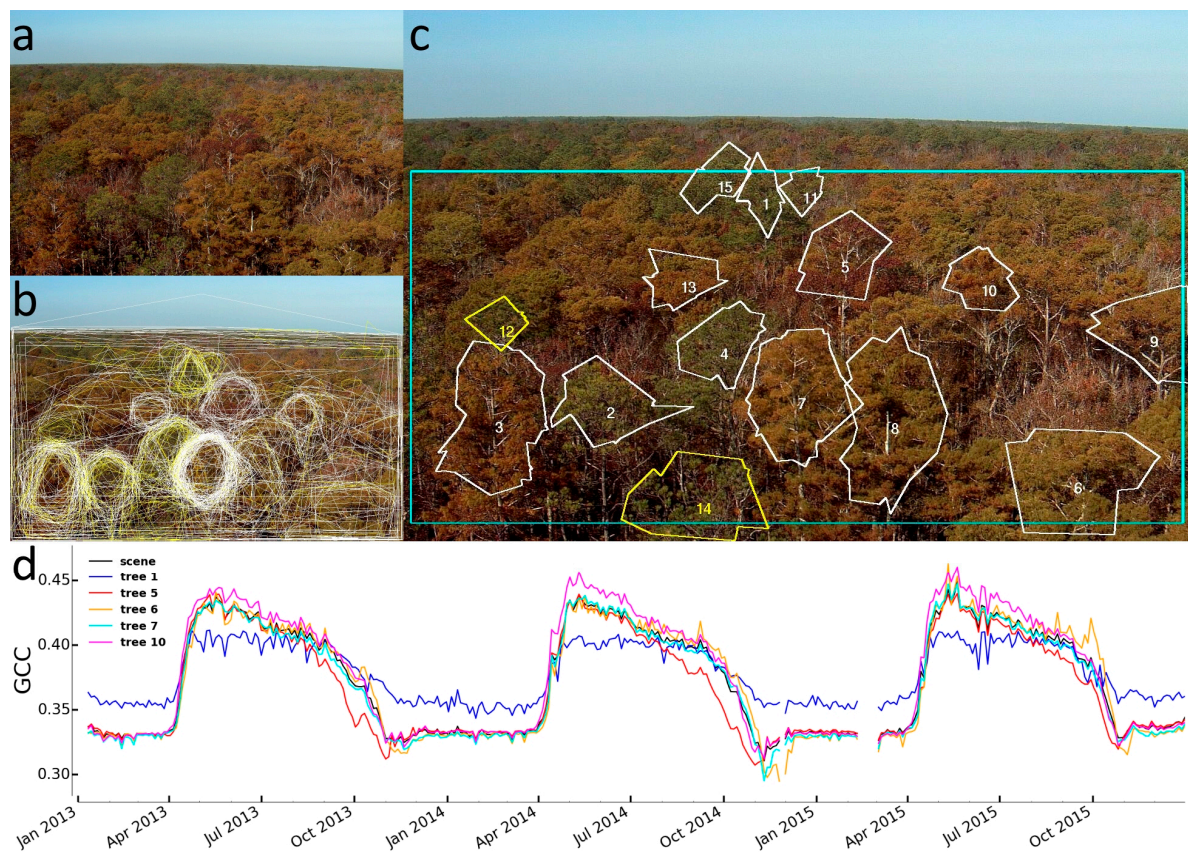 a
c
15
1
11
5
13
10
12
9
4
b
2
7
3
8
6
14
d
scene
tree 1
tree 5
tree 6
tree 7
tree 10
0.45
0.40
0.35
0.30
GCC
Jan 2013
Apr 2013
Jul 2013
Oct 2013
Jan 2014
Apr 2014
Jul 2014
Oct 2014
Jan 2015
Apr 2015
Jul 2015
Oct 2015